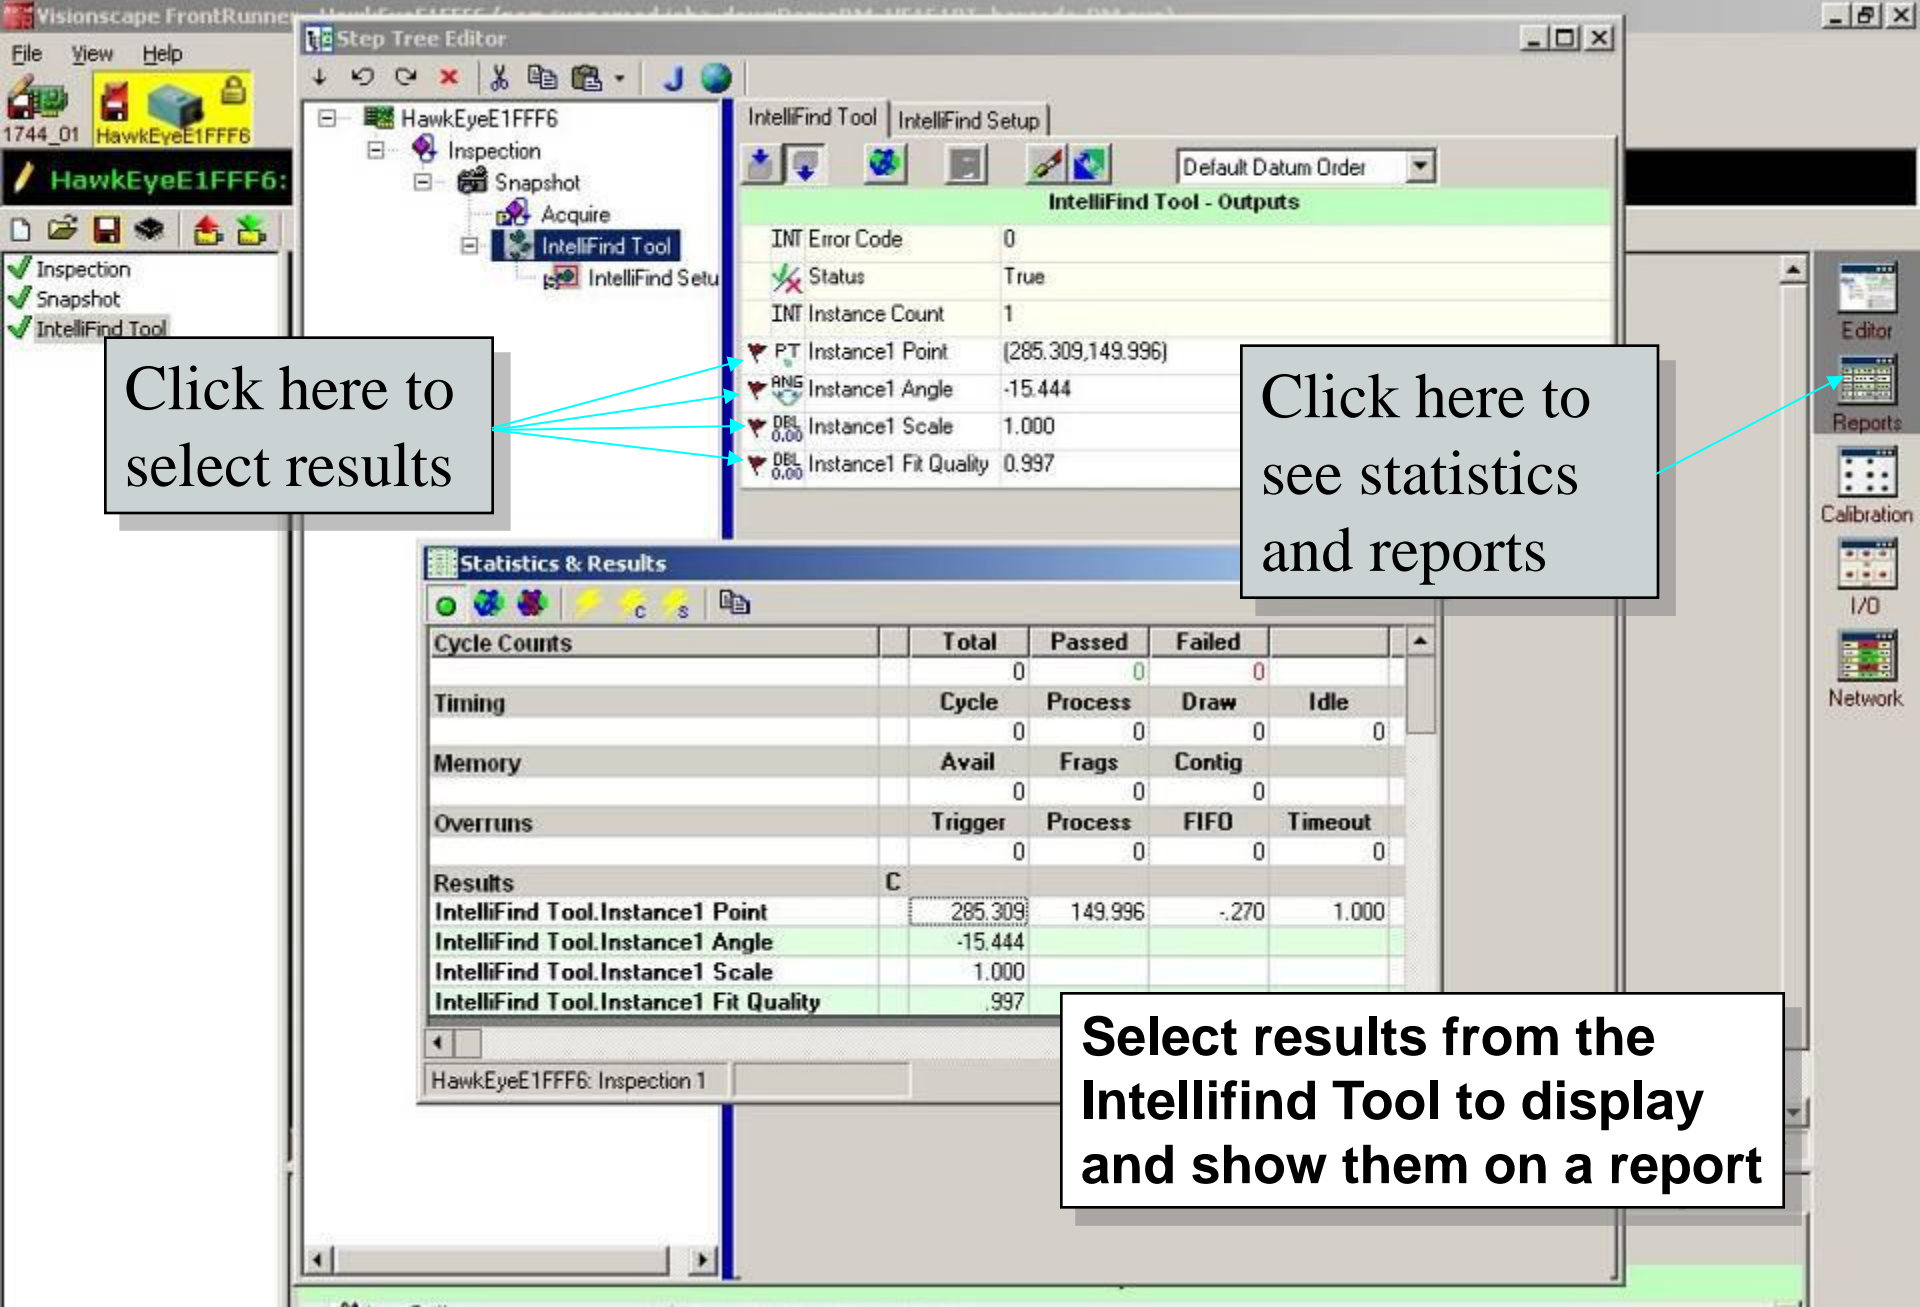 Visionscape FrontRunner
File View Help
1744_01 HawkEyeE1FFF6
HawkEyeE1FFF6:
Inspection
Snapshot
IntelliFind Tool
Step Tree Editor
J
HawkEyeE1FFF6
Inspection
Snapshot
Acquire
IntelliFind Tool
IntelliFind Setu
IntelliFind Tool IntelliFind Setup
Default Datum Order
IntelliFind Tool - Outputs
INT Error Code 0
Status True
INT Instance Count 1
PT Instance1 Point (285.309,149.996)
ANG Instance1 Angle -15.444
DBL 0.00 Instance1 Scale 1.000
DBL 0.00 Instance1 Fit Quality 0.997
Click here to
select results
Click here to
see statistics
and reports
Editor
Reports
Calibration
I/O
Network
Statistics & Results
C S
Cycle Counts Total Passed Failed
0 0 0
Timing Cycle Process Draw Idle
0 0 0 0
Memory Avail Frags Contig
0 0 0
Overruns Trigger Process FIFO Timeout
0 0 0 0
Results C
IntelliFind Tool.Instance1 Point 285.309 149.996 -.270 1.000
IntelliFind Tool.Instance1 Angle -15.444
IntelliFind Tool.Instance1 Scale 1.000
IntelliFind Tool.Instance1 Fit Quality .997
HawkEyeE1FFF6: Inspection 1
Select results from the
Intellifind Tool to display
and show them on a report